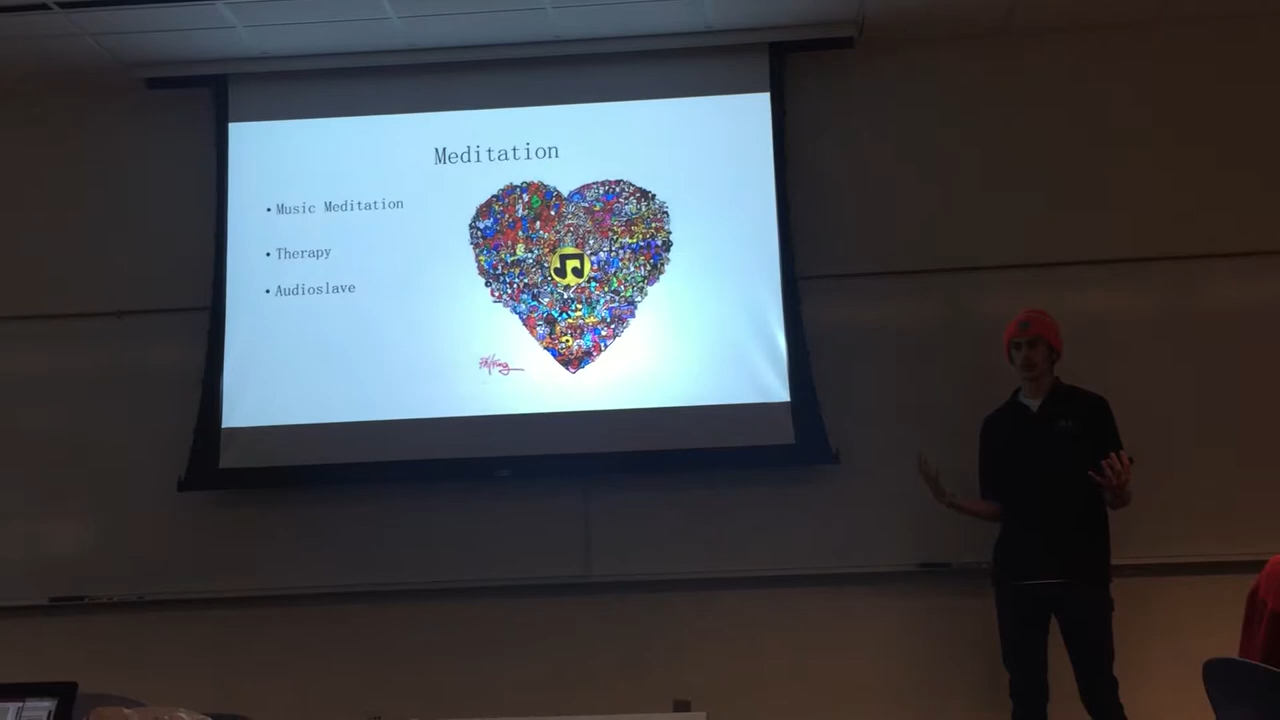 Meditation
• Music Meditation
• Therapy
• Audioslave